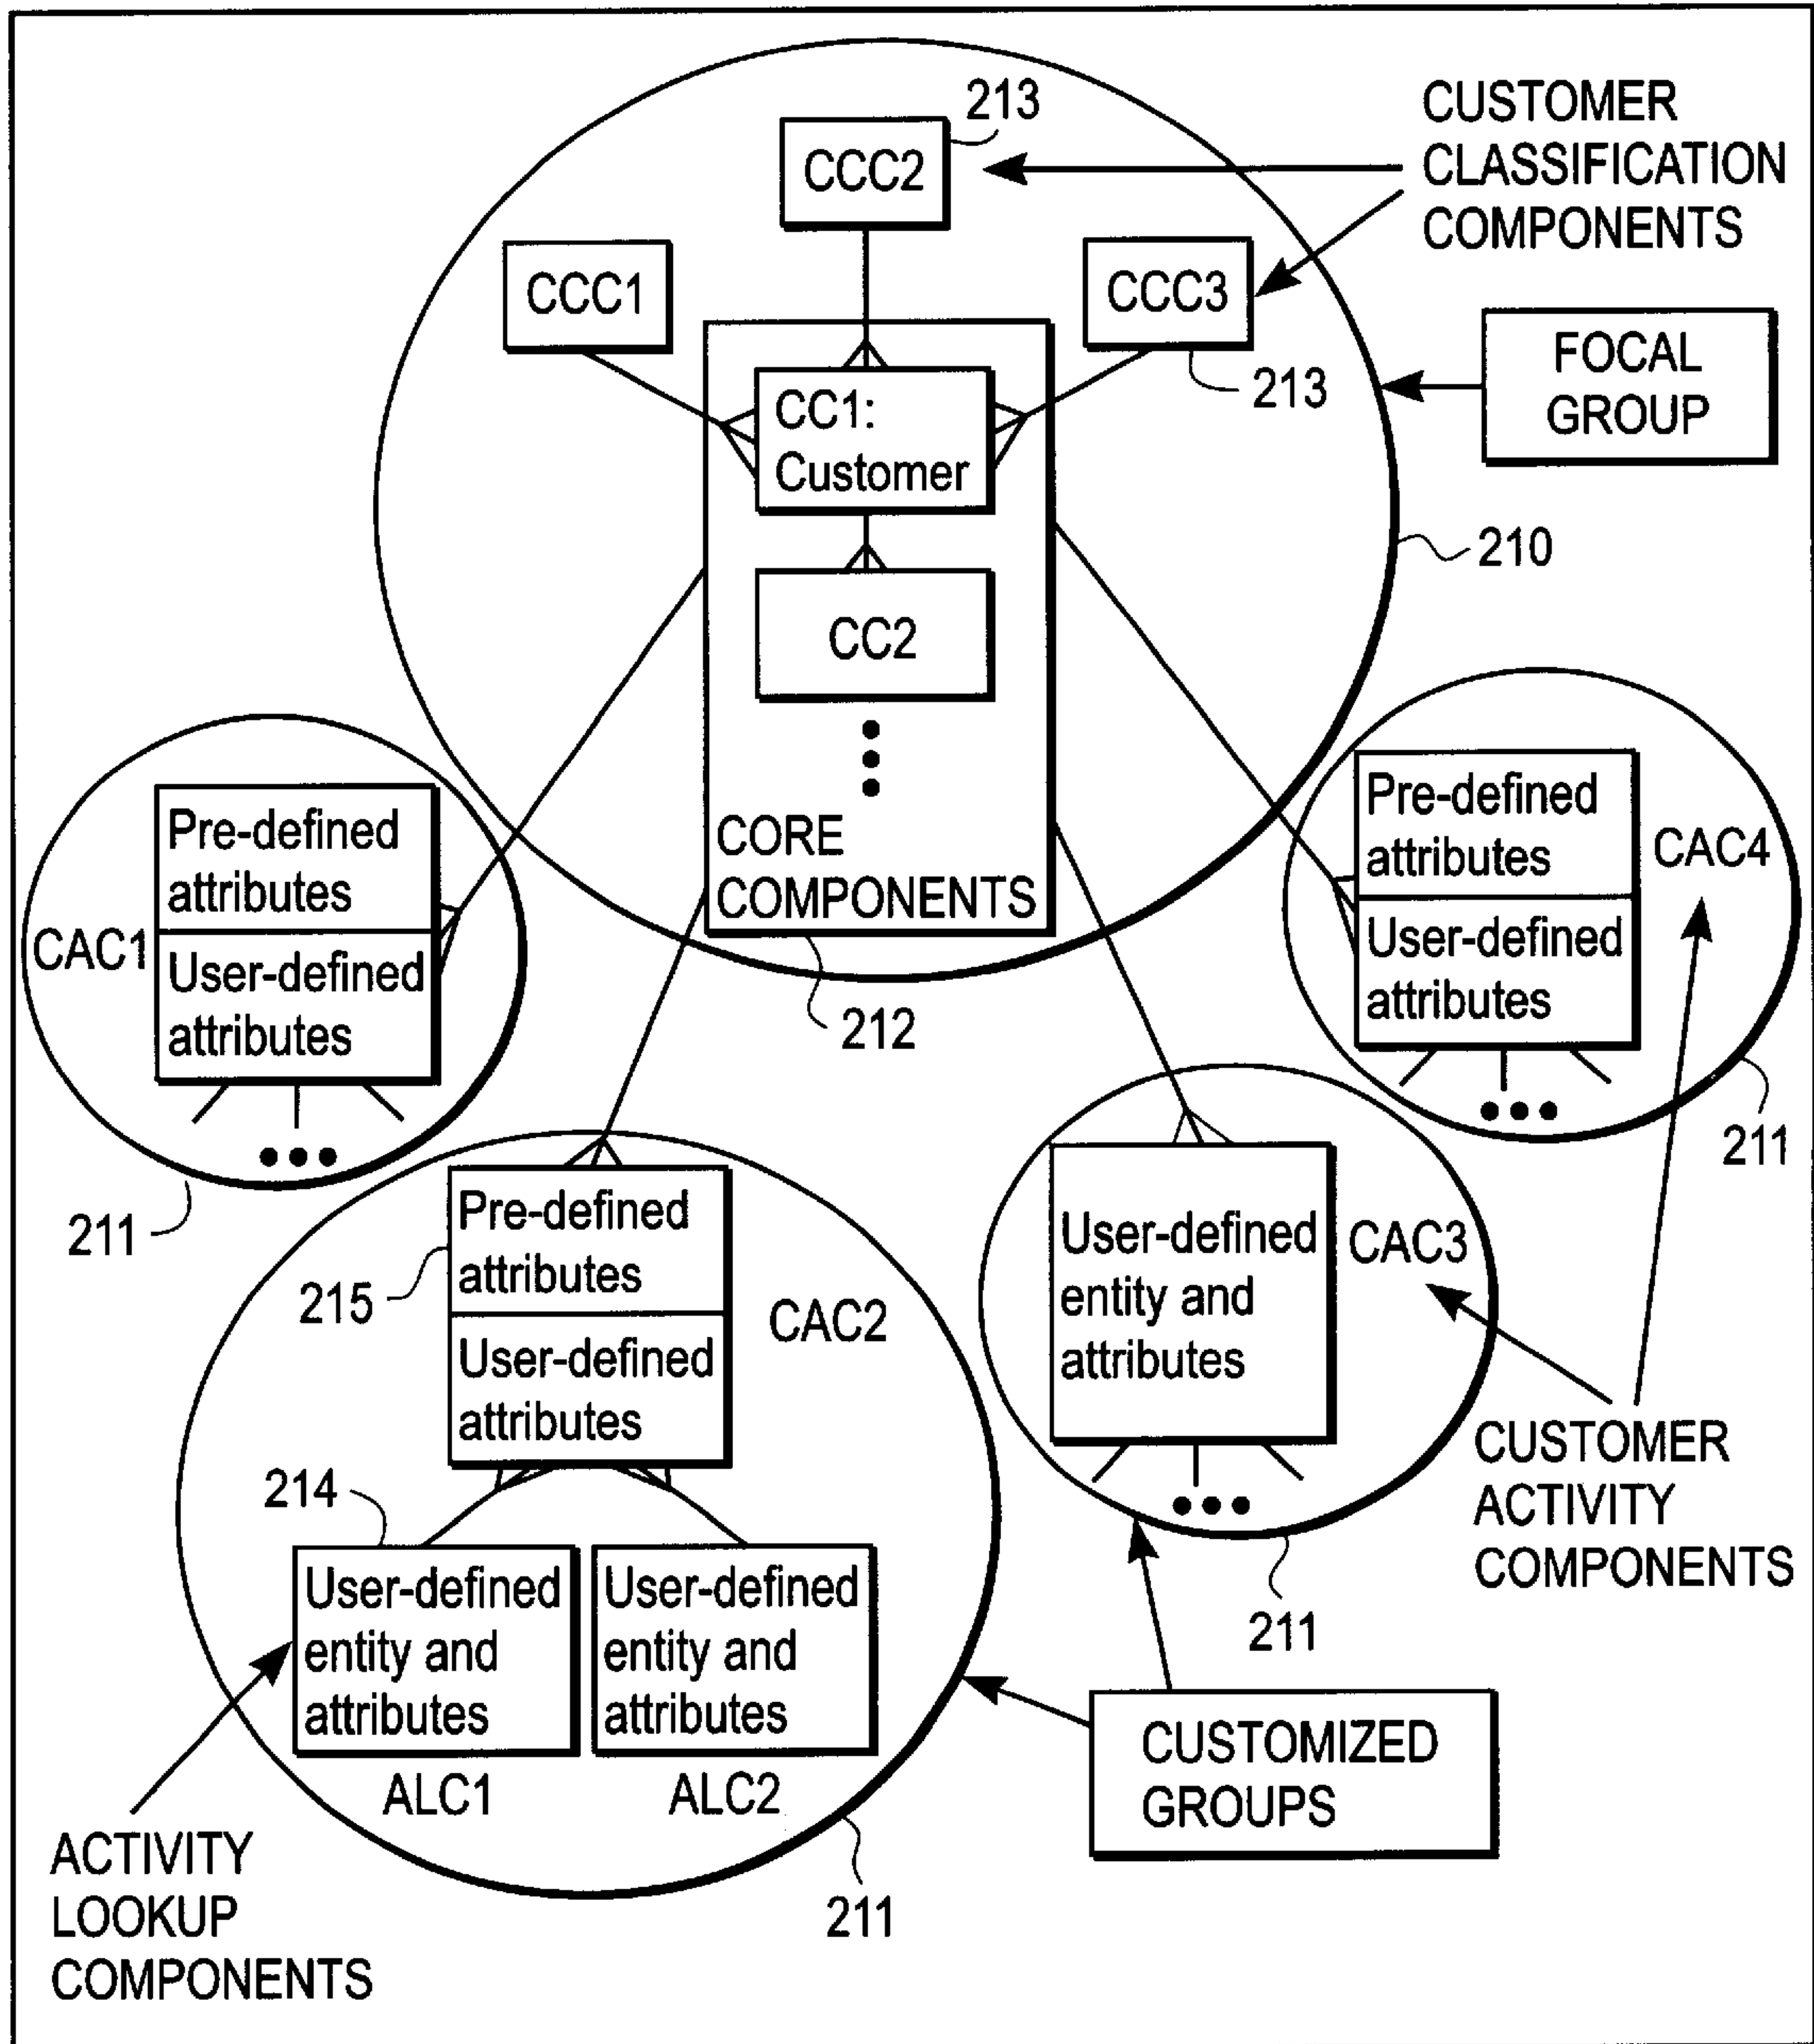 213
CUSTOMER
CLASSIFICATION
COMPONENTS
CCC2
CCC1
CCC3
213
FOCAL
GROUP
CC1:
Customer
210
CC2
CORE
COMPONENTS
212
Pre-defined
attributes
User-defined
attributes
CAC1
211
Pre-defined
attributes
User-defined
attributes
CAC4
211
Pre-defined
attributes
215
User-defined
attributes
CAC2
User-defined
entity and
attributes
CAC3
211
CUSTOMER
ACTIVITY
COMPONENTS
214
User-defined
entity and
attributes
ALC1
User-defined
entity and
attributes
ALC2
211
CUSTOMIZED
GROUPS
ACTIVITY
LOOKUP
COMPONENTS